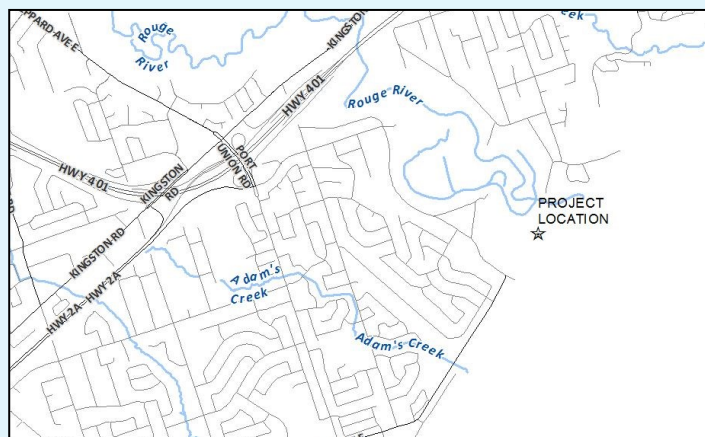 PPARD AVE E
Rouge
River
KINGSTON
Creek
HWY 401
Rouge River
PORT
UNION RD
HWY 401
KINGSTON
RD
PROJECT
LOCATION
KINGSTON RD
HWY 2A
HWY 2A
Adam's
Creek
Adam's Creek